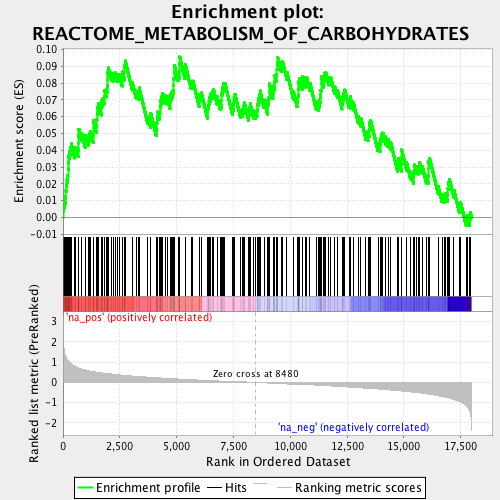 Enrichment plot:
REACTOME_METABOLISM_OF_CARBOHYDRATES
Enrichment score (ES)
0.10
0.09
0.08
0.07
0.06
0.05
0.04
0.03
0.02
0.01
0.00
-0.01
'na_pos' (positively correlated)
Ranked list metric (PreRanked)
3
2
1
0
-1
-2
Zero cross at 8480
'na_neg' (negatively correlated)
0
2,500
5,000
7,500
10,000
12,500
15,000
17,500
Rank in Ordered Dataset
Enrichment profile
Hits
Ranking metric scores